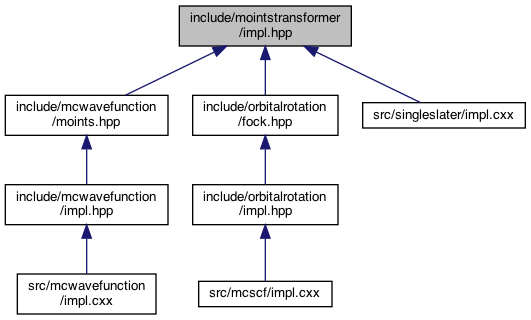 include/mointstransformer
/impl.hpp
include/mcwavefunction
/moints.hpp
include/orbitalrotation
/fock.hpp
src/singleslater/impl.cxx
include/mcwavefunction
/impl.hpp
include/orbitalrotation
/impl.hpp
src/mcwavefunction
/impl.cxx
src/mcscf/impl.cxx